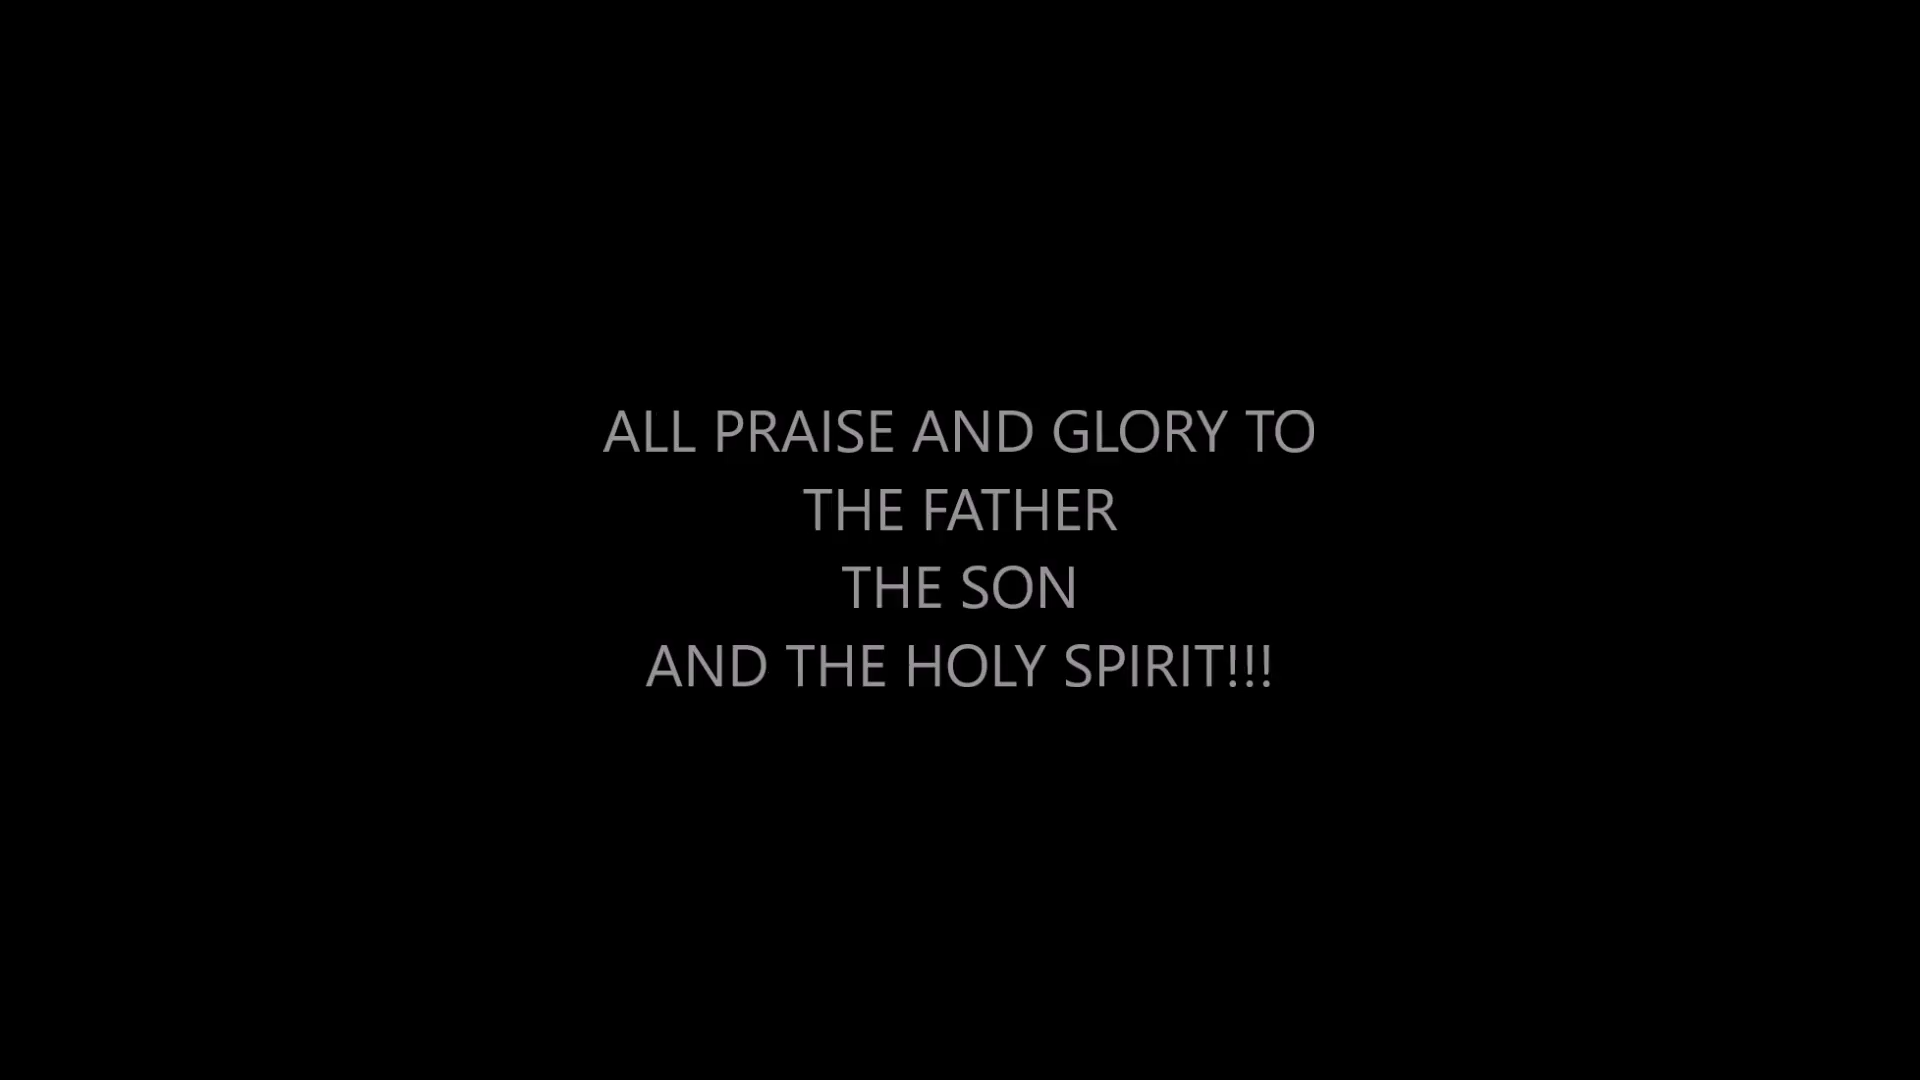 ALL PRAISE AND GLORY TO
THE FATHER
THE SON
AND THE HOLY SPIRIT!!!